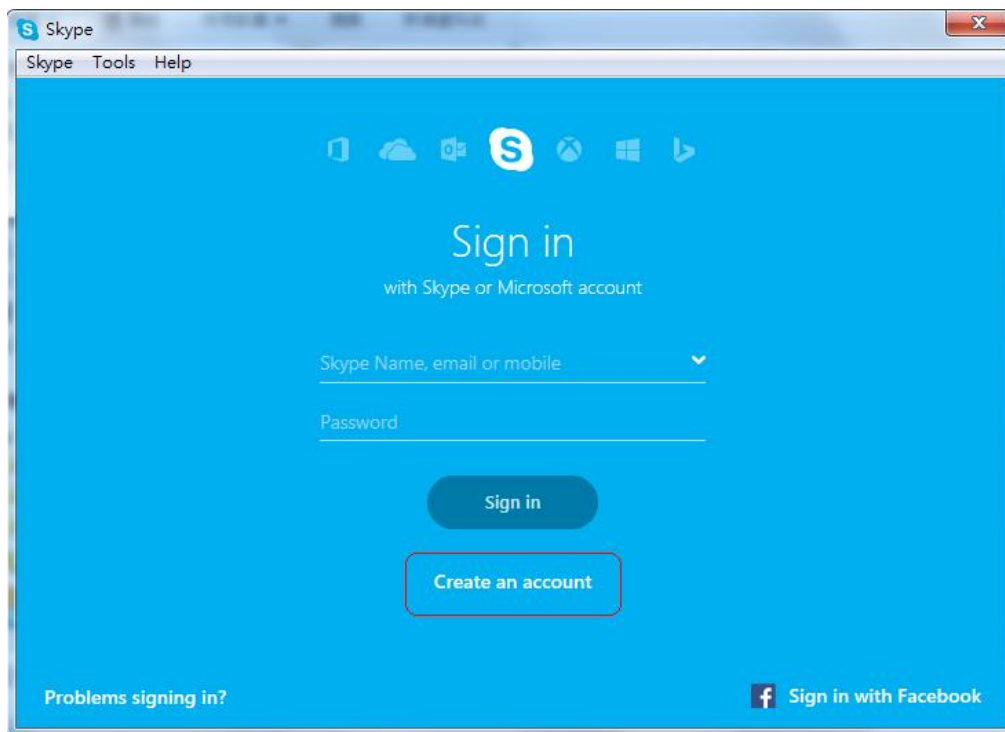 Skype
Skype Tools Help
Sign in
with Skype or Microsoft account
Skype Name, email or mobile
Password
Sign in
Create an account
Problems signing in?
Sign in with Facebook